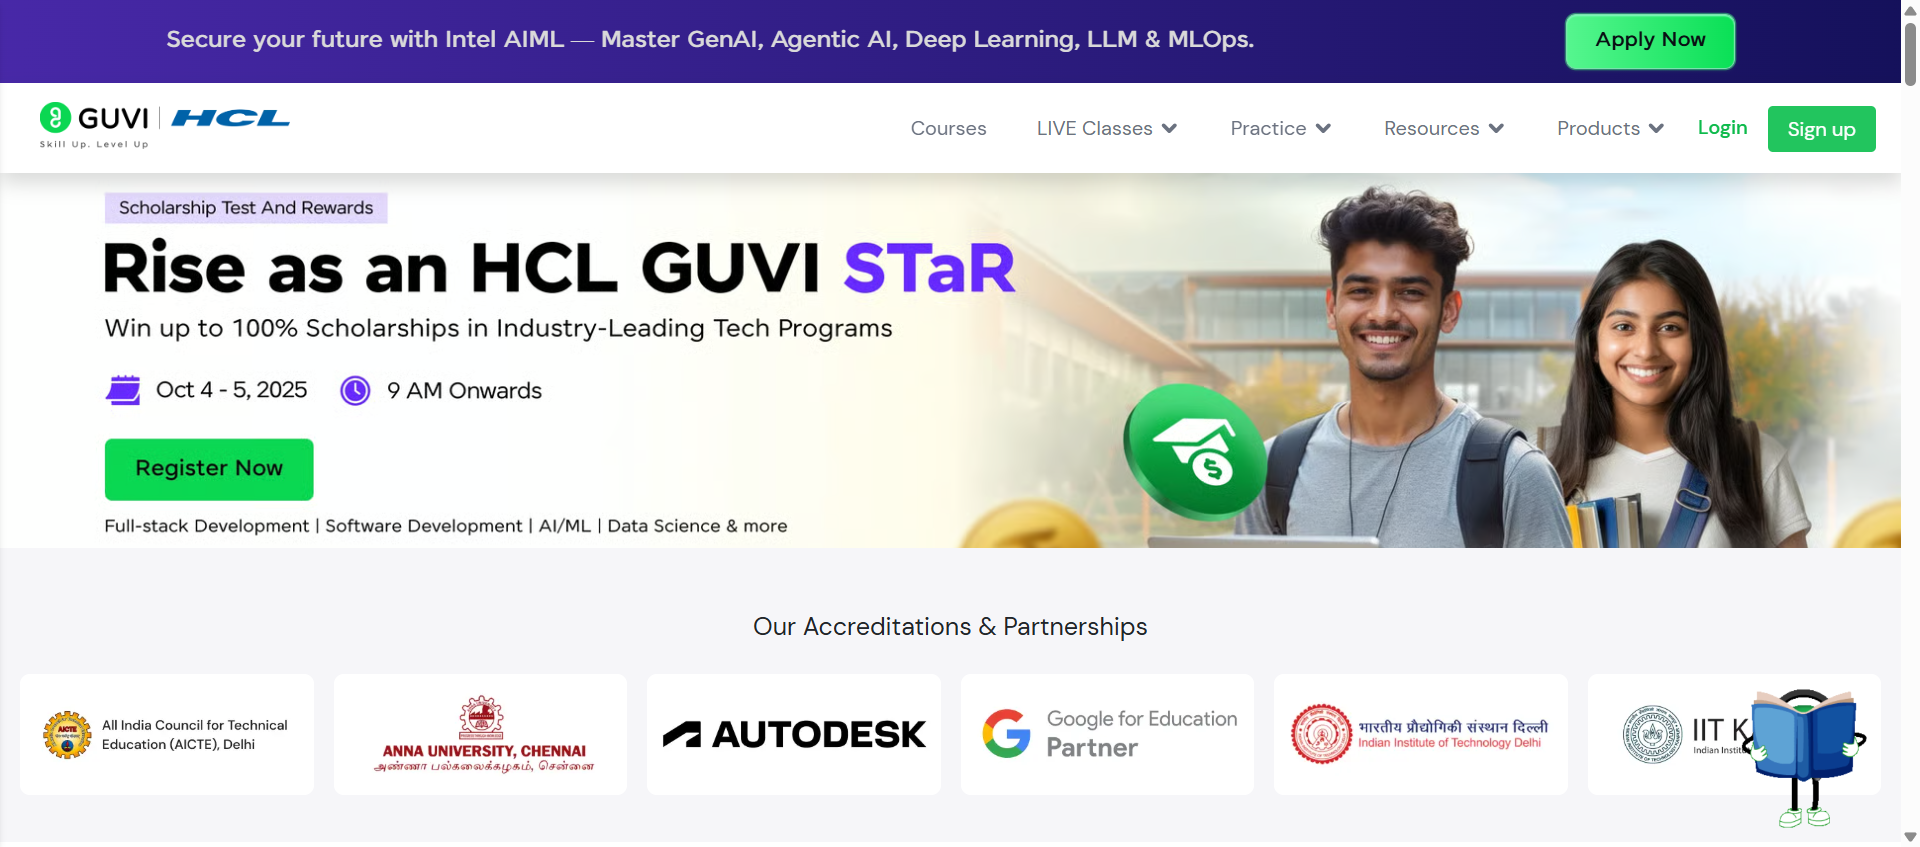 Secure your future with Intel AIML — Master GenAI, Agentic AI, Deep Learning, LLM & MLOps.
Apply Now
GUVI | HCL
Skill Up. Level Up
Courses
LIVE Classes
Practice
Resources
Products
Login
Sign up
Scholarship Test And Rewards
Rise as an HCL GUVI STaR
Win up to 100% Scholarships in Industry-Leading Tech Programs
Oct 4 - 5, 2025
9 AM Onwards
Register Now
Full-stack Development | Software Development | AI/ML | Data Science & more
Our Accreditations & Partnerships
AICTE
All India Council for Technical
Education (AICTE), Delhi
ANNA UNIVERSITY, CHENNAI
அண்ணா பல்கலைக்கழகம், சென்னை
AUTODESK
Google for Education
Partner
भारतीय प्रौद्योगिकी संस्थान दिल्ली
Indian Institute of Technology Delhi
IIT K
Indian